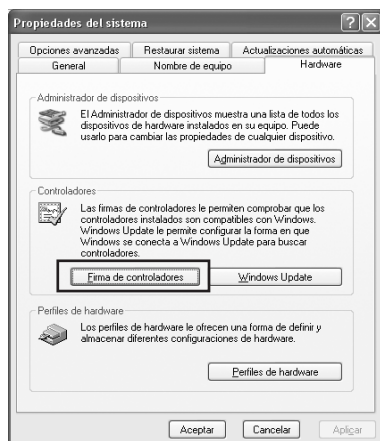 Propiedades del sistema
Opciones avanzadas Restaurar sistema Actualizaciones automáticas
General Nombre de equipo Hardware
Administrador de dispositivos
El Administrador de dispositivos muestra una lista de todos los
dispositivos de hardware instalados en su equipo. Puede
usarlo para cambiar las propiedades de cualquier dispositivo.
Administrador de dispositivos
Controladores
Las firmas de controladores le permiten comprobar que los
controladores instalados son compatibles con Windows.
Windows Update le permite configurar la forma en que
Windows se conecta a Windows Update para buscar
controladores.
Firma de controladores Windows Update
Perfiles de hardware
Los perfiles de hardware le ofrecen una forma de definir y
almacenar diferentes configuraciones de hardware.
Perfiles de hardware
Aceptar Cancelar Aplicar